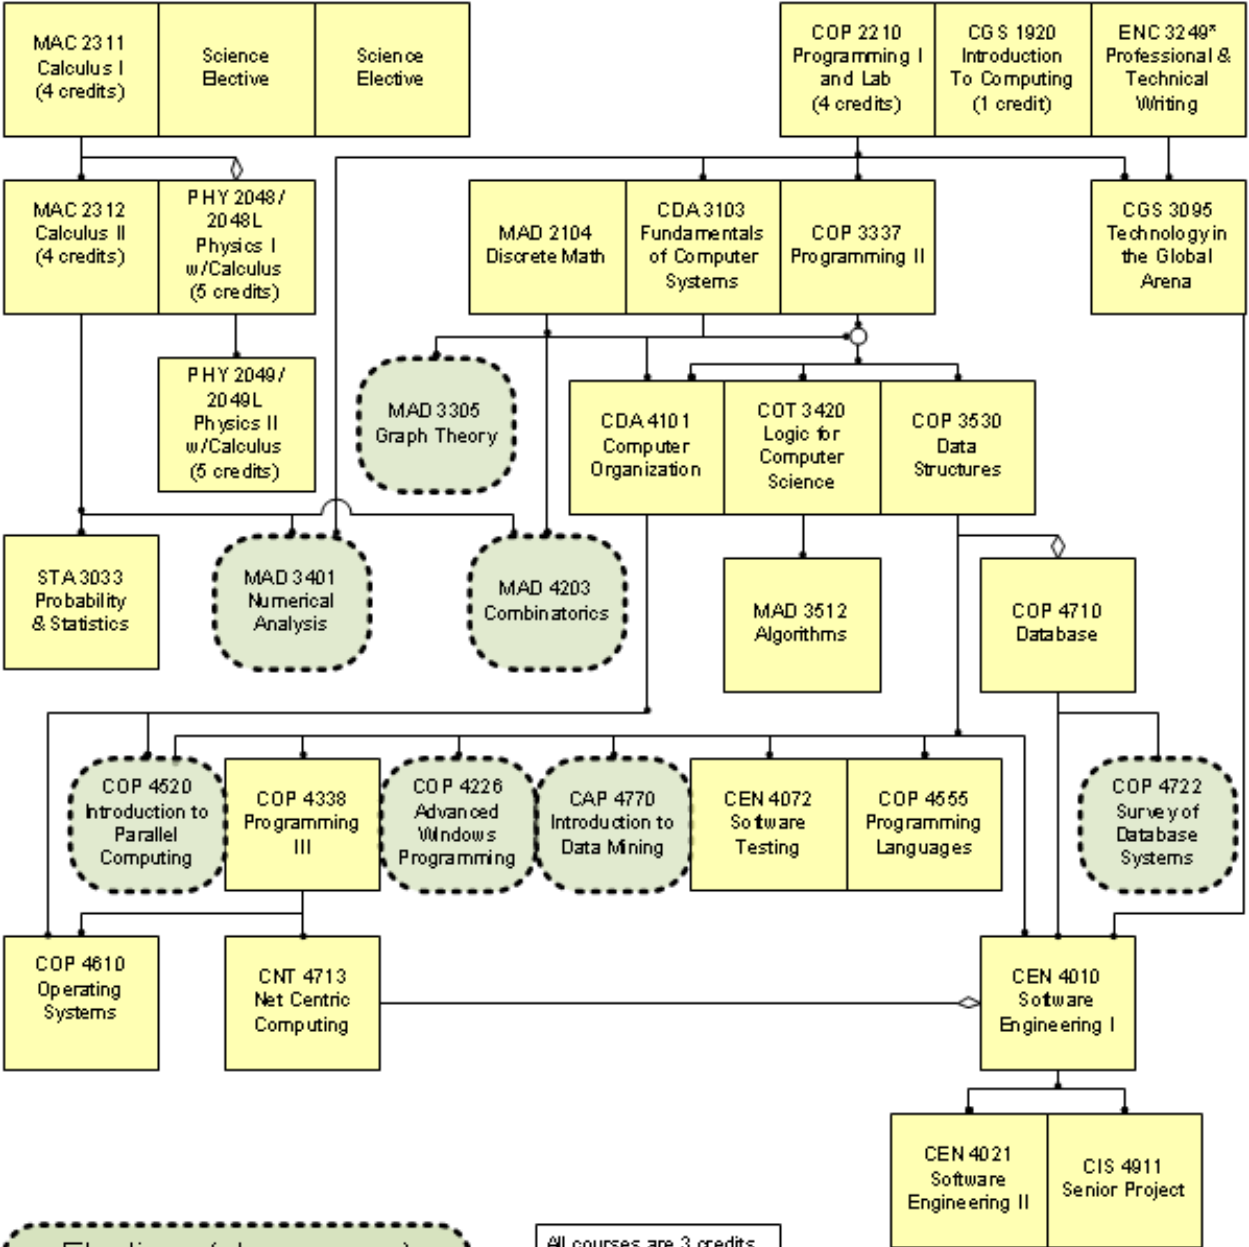 MAC 2311
Calculus I
(4 credits)
Science
Elective
Science
Elective
COP 2210
Programming I
and Lab
(4 credits)
CGS 1920
Introduction
To Computing
(1 credit)
ENC 3249*
Professional &
Technical
Writing
MAC 2312
Calculus II
(4 credits)
PHY 2048/
2048L
Physics I
w/Calculus
(5 credits)
MAD 2104
Discrete Math
CDA 3103
Fundamentals
of Computer
Systems
COP 3337
Programming II
CGS 3095
Technology in
the Global
Arena
PHY 2049/
2049L
Physics II
w/Calculus
(5 credits)
MAD 3305
Graph Theory
CDA 4101
Computer
Organization
COT 3420
Logic for
Computer
Science
COP 3530
Data
Structures
STA 3033
Probability
& Statistics
MAD 3401
Numerical
Analysis
MAD 4203
Combinatorics
MAD 3512
Algorithms
COP 4710
Database
COP 4520
Introduction to
Parallel
Computing
COP 4338
Programming
III
COP 4226
Advanced
Windows
Programming
CAP 4770
Introduction to
Data Mining
CEN 4072
Software
Testing
COP 4555
Programming
Languages
COP 4722
Survey of
Database
Systems
COP 4610
Operating
Systems
CNT 4713
Net Centric
Computing
CEN 4010
Software
Engineering I
CEN 4021
Software
Engineering II
CIS 4911
Senior Project
All courses are 3 credits